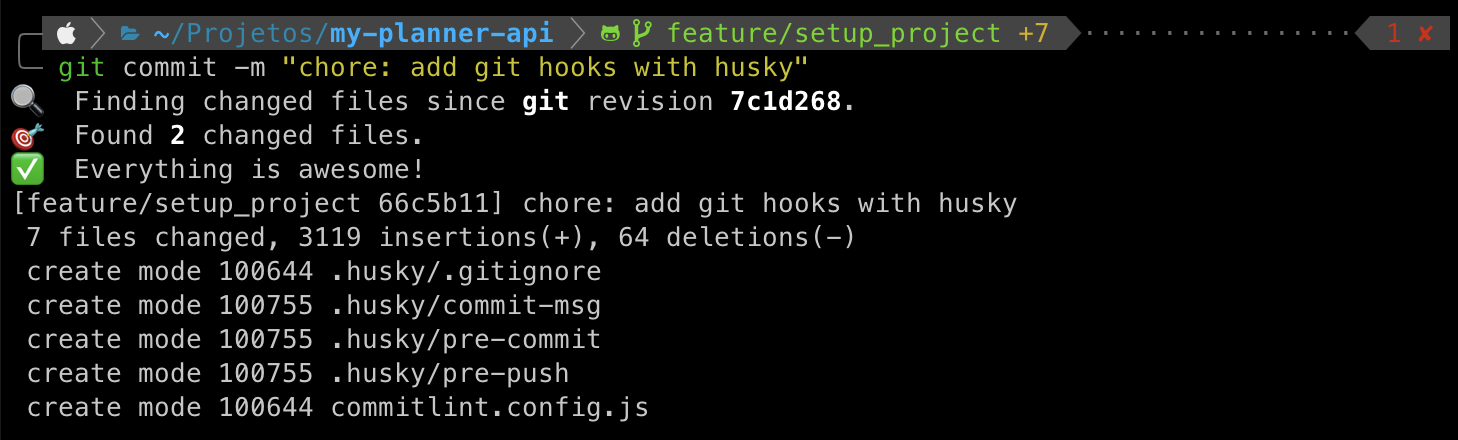 ~/Projetos/my-planner-api feature/setup_project +7 1 ✘
git commit -m "chore: add git hooks with husky"
🔍 Finding changed files since git revision 7c1d268.
🎯 Found 2 changed files.
✅ Everything is awesome!
[feature/setup_project 66c5b11] chore: add git hooks with husky
7 files changed, 3119 insertions(+), 64 deletions(-)
create mode 100644 .husky/.gitignore
create mode 100755 .husky/commit-msg
create mode 100755 .husky/pre-commit
create mode 100755 .husky/pre-push
create mode 100644 commitlint.config.js